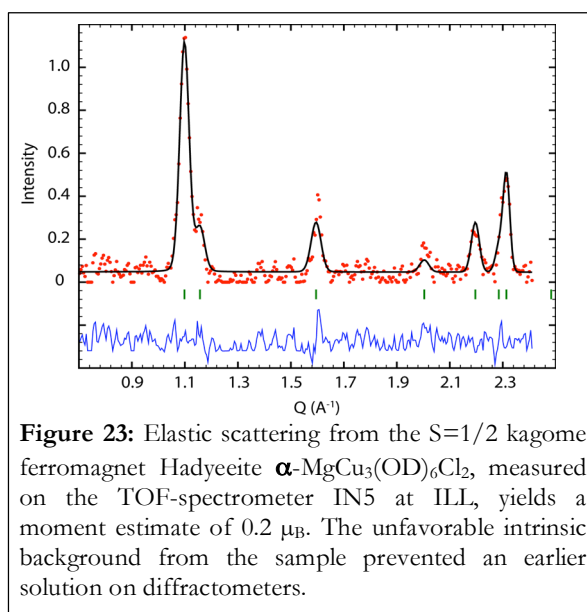 1.0
0.8
0.6
0.4
0.2
0
Intensity
0.9 1.1 1.3 1.5 1.7 1.9 2.1 2.3
Q (A⁻¹)
Figure 23: Elastic scattering from the S=1/2 kagome
ferromagnet Hadyeeite α-MgCu₃(OD)₆Cl₂, measured
on the TOF-spectrometer IN5 at ILL, yields a
moment estimate of 0.2 μB. The unfavorable intrinsic
background from the sample prevented an earlier
solution on diffractometers.